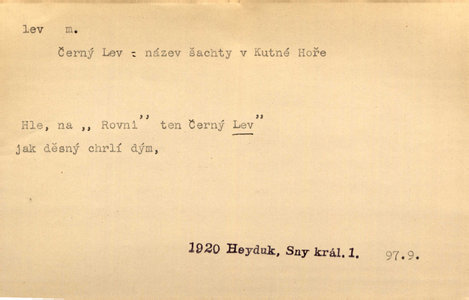 lev m.
Černý Lev : název šachty v Kutné Hoře
Hle, na „ Rovni ” ten Černý Lev”
jak děsný chrlí dým,
1920 Heyduk, Sny král. 1. 97.9.